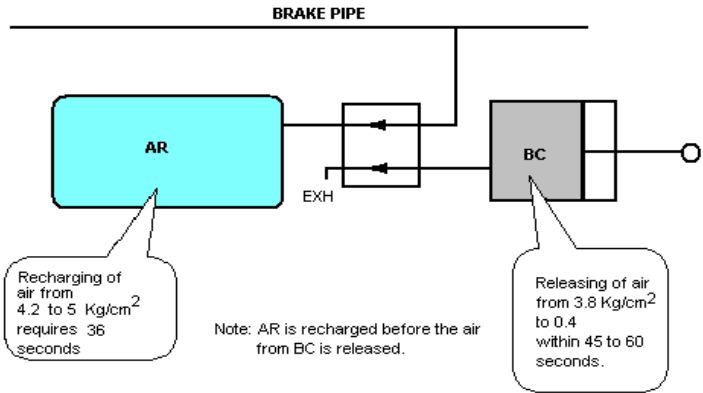 BRAKE PIPE
AR
BC
EXH
Recharging of
air from
4.2 to 5 Kg/cm2
requires 36
seconds
Note: AR is recharged before the air
from BC is released.
Releasing of air
from 3.8 Kg/cm2
to 0.4
within 45 to 60
seconds.